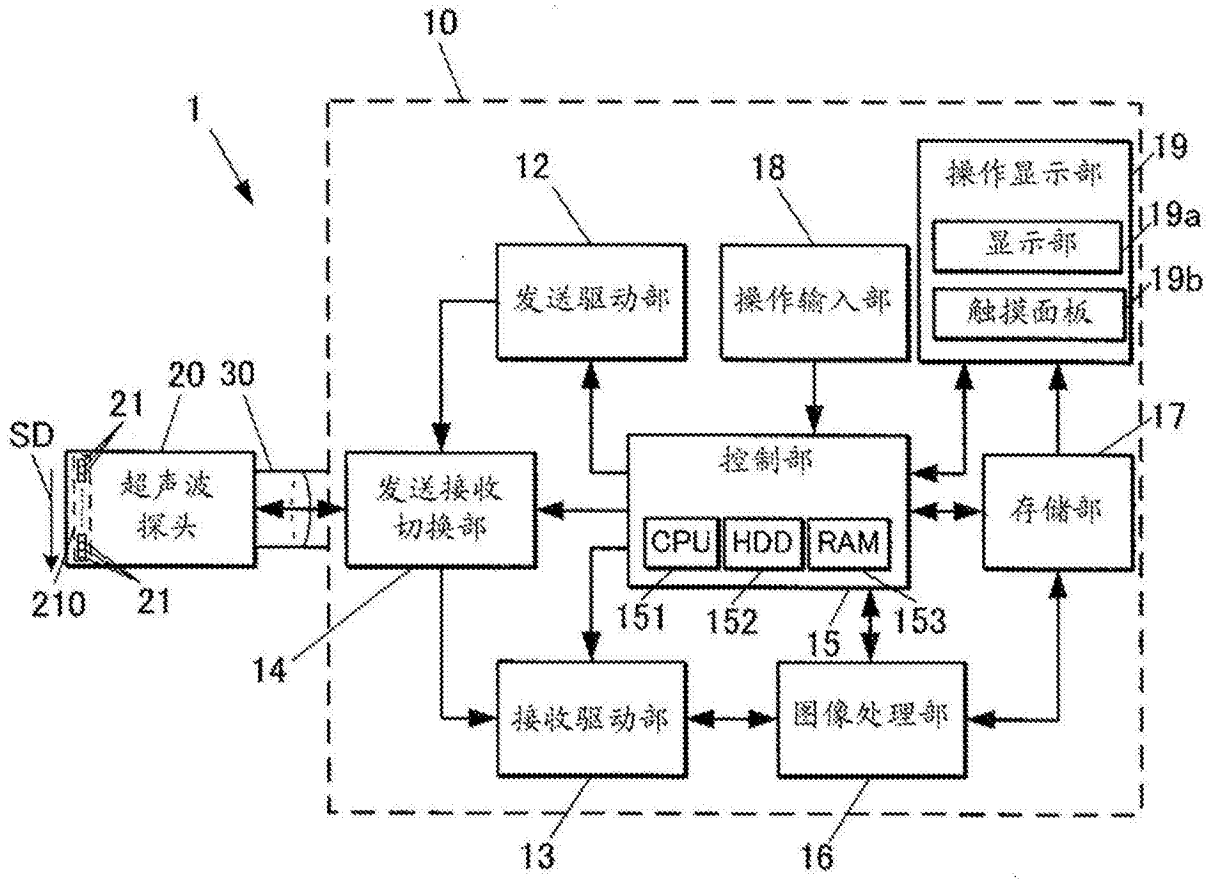 10
1
12
18
19
操作显示部
19a
显示部
19b
触摸面板
发送驱动部
操作输入部
SD
21
20
30
17
超声波
探头
发送接收
切换部
控制部
CPU
HDD
RAM
存储部
210
21
14
151
152
15
153
接收驱动部
图像处理部
13
16